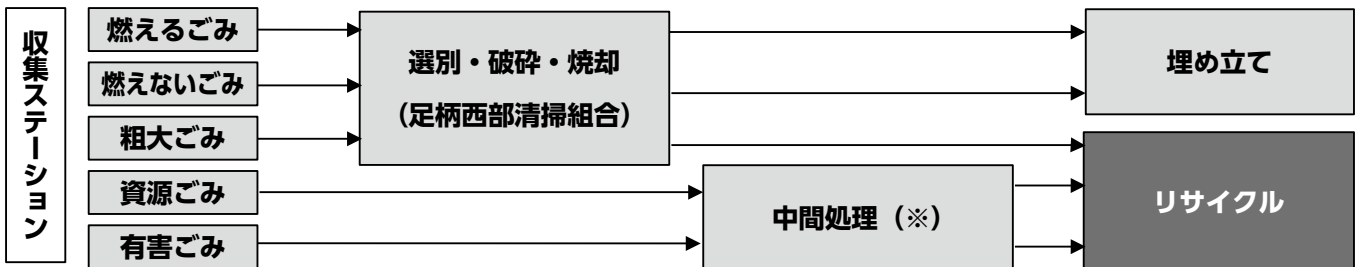 収集ステーション
燃えるごみ
燃えないごみ
粗大ごみ
資源ごみ
有害ごみ
選別・破砕・焼却
（足柄西部清掃組合）
中間処理（※）
埋め立て
リサイクル